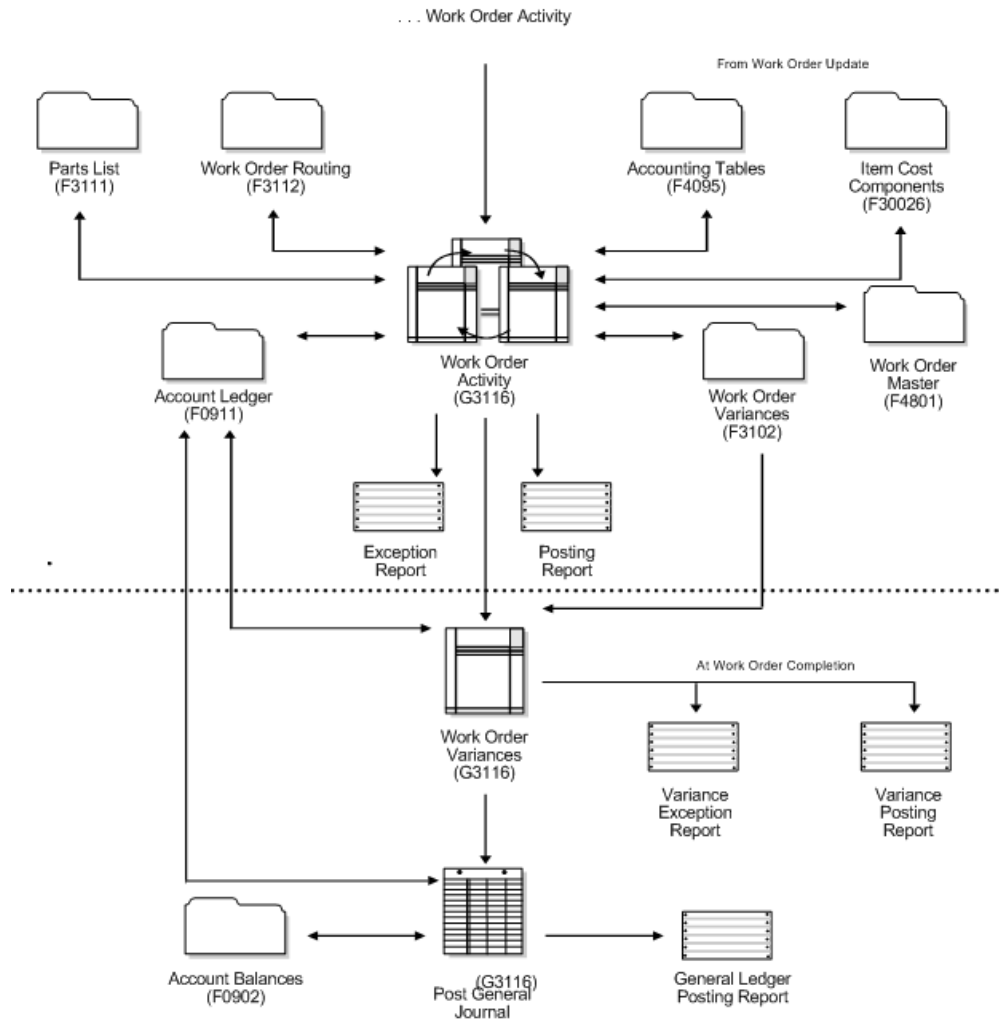 . . . Work Order Activity
From Work Order Update
Parts List
(F3111)
Work Order Routing
(F3112)
Accounting Tables
(F4095)
Item Cost
Components
(F30026)
Work Order
Activity
(G3116)
Account Ledger
(F0911)
Work Order
Variances
(F3102)
Work Order
Master
(F4801)
Exception
Report
Posting
Report
At Work Order Completion
Work Order
Variances
(G3116)
Variance
Exception
Report
Variance
Posting
Report
Account Balances
(F0902)
(G3116)
Post General
Journal
General Ledger
Posting Report